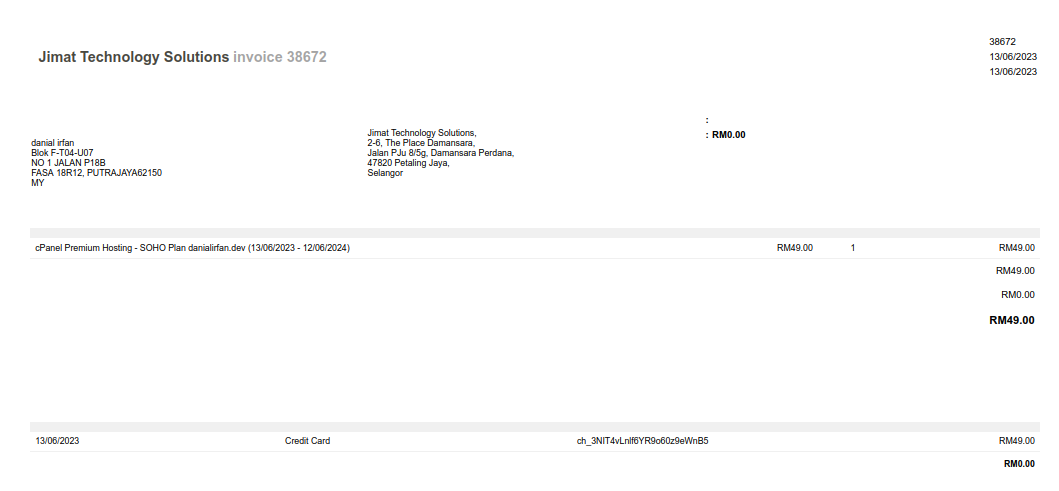 Jimat Technology Solutions invoice 38672
38672
13/06/2023
13/06/2023
danial irfan
Blok F-T04-U07
NO 1 JALAN P18B
FASA 18R12, PUTRAJAYA62150
MY
Jimat Technology Solutions,
2-6, The Place Damansara,
Jalan PJu 8/5g, Damansara Perdana,
47820 Petaling Jaya,
Selangor
:
: RM0.00
cPanel Premium Hosting - SOHO Plan danialirfan.dev (13/06/2023 - 12/06/2024) RM49.00 1 RM49.00
RM49.00
RM0.00
RM49.00
13/06/2023 Credit Card ch_3NIT4vLnlf6YR9o60z9eWnB5 RM49.00
RM0.00